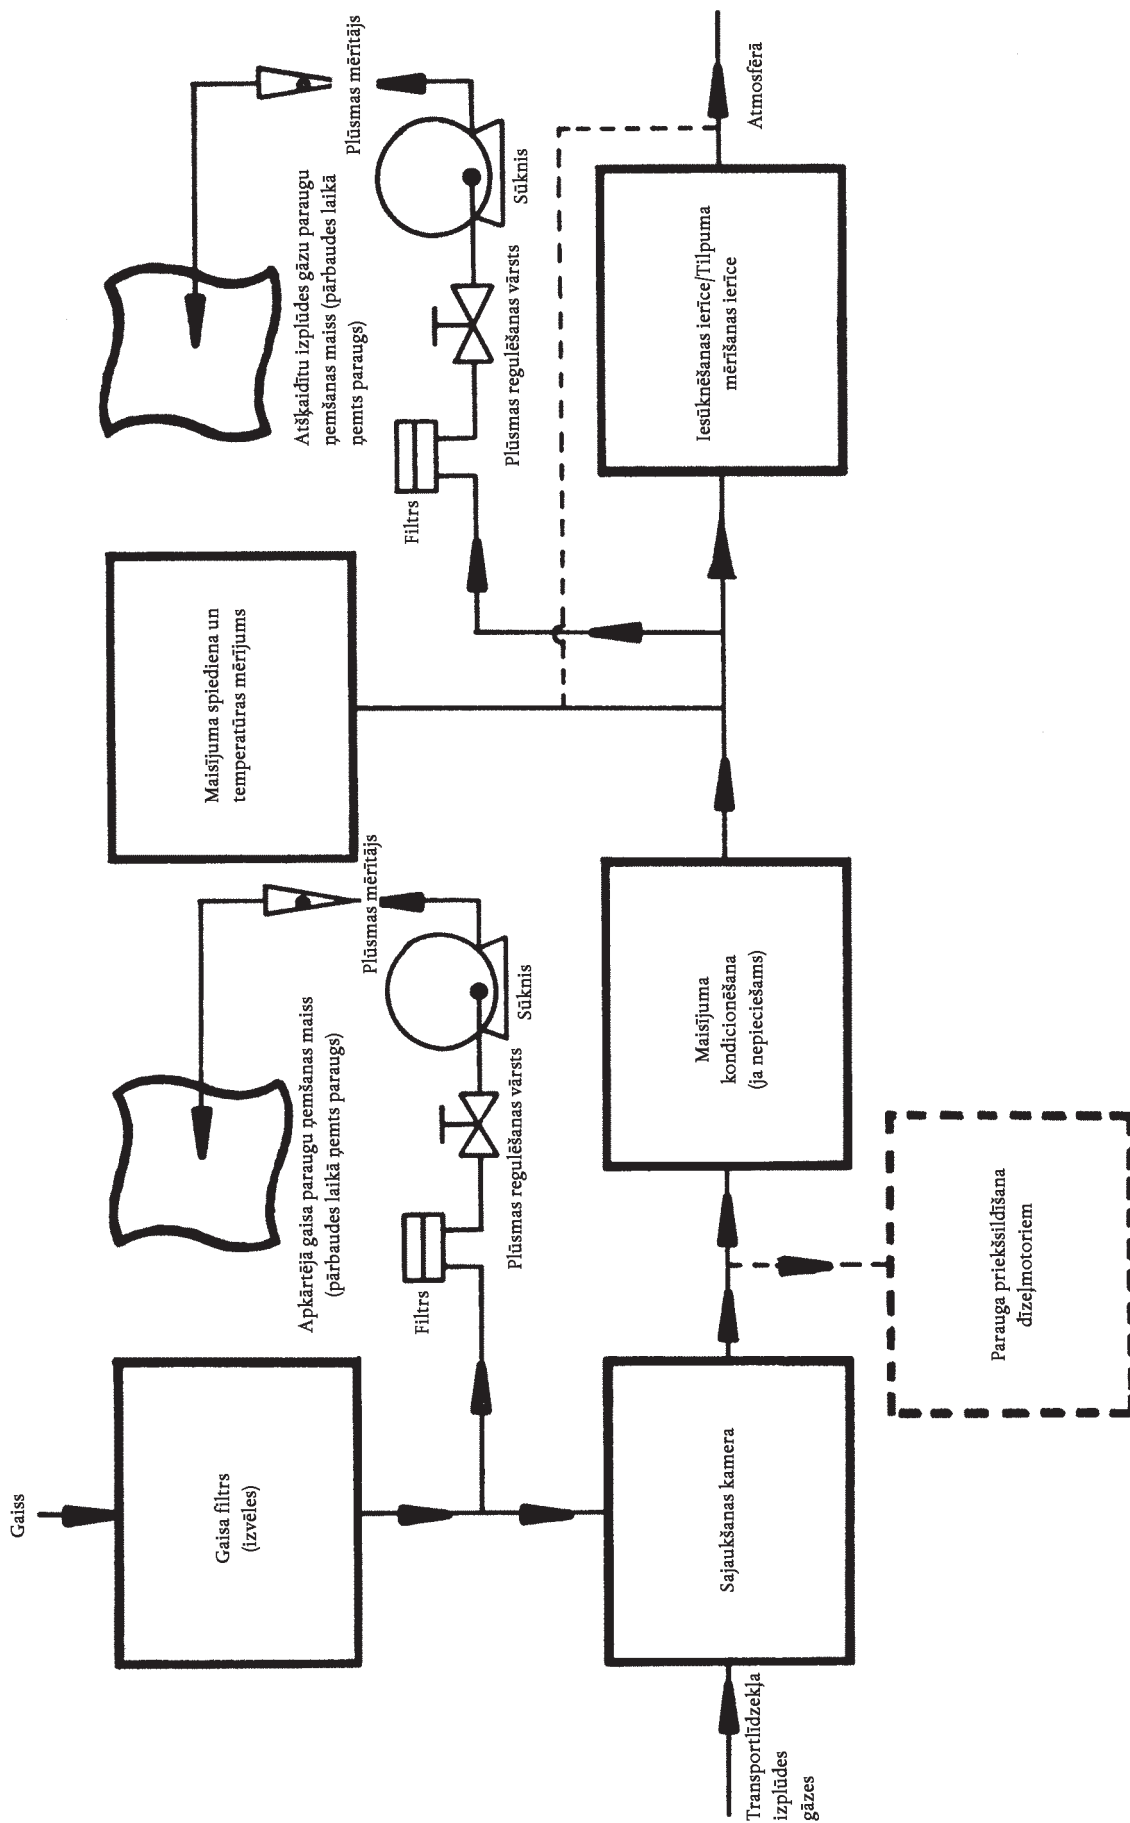 Gaiss
Gaisa filtrs
(izvēles)
Apkārtējā gaisa paraugu ņemšanas maiss
(pārbaudes laikā ņemts paraugs)
Filtrs
Plūsmas regulēšanas vārsts
Sūknis
Plūsmas mērītājs
Maisījuma spiediena un
temperatūras mērījums
Atšķaidītu izplūdes gāzu paraugu
ņemšanas maiss (pārbaudes laikā
ņemts paraugs)
Filtrs
Plūsmas regulēšanas vārsts
Sūknis
Plūsmas mērītājs
Transportlīdzekļa
izplūdes
gāzes
Sajaukšanas kamera
Maisījuma
kondicionēšana
(ja nepieciešams)
Iesūknēšanas ierīce/Tilpuma
mērīšanas ierīce
Atmosfērā
Parauga priekšsildīšana
dīzeļmotoriem